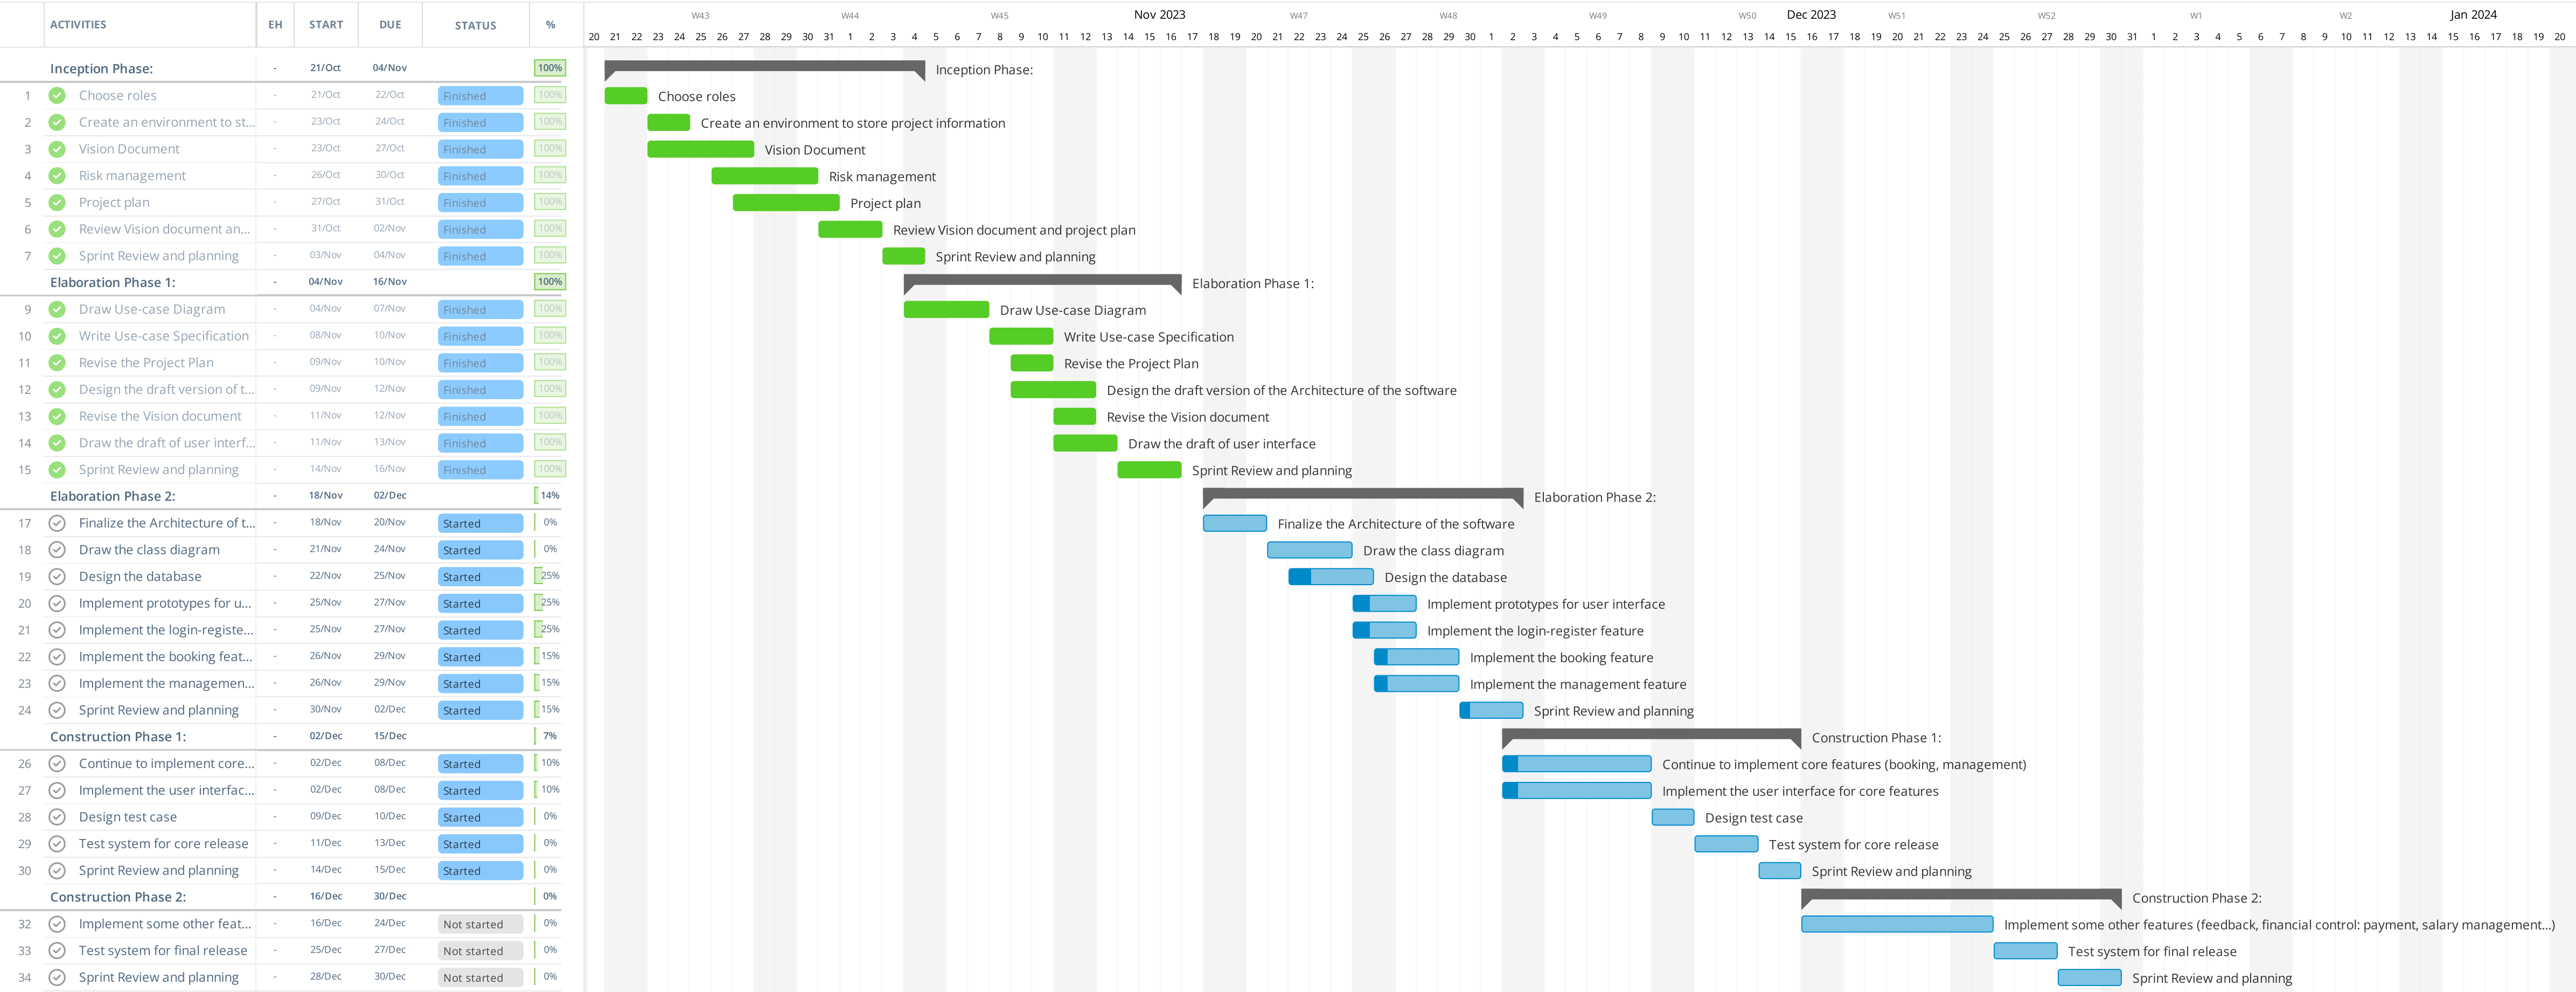 ACTIVITIES EH START DUE STATUS %
W43 W44 W45 Nov 2023 W47 W48 W49 W50 Dec 2023 W51 W52 W1 W2 Jan 2024
20 21 22 23 24 25 26 27 28 29 30 31 1 2 3 4 5 6 7 8 9 10 11 12 13 14 15 16 17 18 19 20 21 22 23 24 25 26 27 28 29 30 1 2 3 4 5 6 7 8 9 10 11 12 13 14 15 16 17 18 19 20 21 22 23 24 25 26 27 28 29 30 31 1 2 3 4 5 6 7 8 9 10 11 12 13 14 15 16 17 18 19 20
Inception Phase: - 21/Oct 04/Nov 100% Inception Phase:
1 Choose roles - 21/Oct 22/Oct Finished 100% Choose roles
2 Create an environment to st... - 23/Oct 24/Oct Finished 100% Create an environment to store project information
3 Vision Document - 23/Oct 27/Oct Finished 100% Vision Document
4 Risk management - 26/Oct 30/Oct Finished 100% Risk management
5 Project plan - 27/Oct 31/Oct Finished 100% Project plan
6 Review Vision document an... - 31/Oct 02/Nov Finished 100% Review Vision document and project plan
7 Sprint Review and planning - 03/Nov 04/Nov Finished 100% Sprint Review and planning
Elaboration Phase 1: - 04/Nov 16/Nov 100% Elaboration Phase 1:
9 Draw Use-case Diagram - 04/Nov 07/Nov Finished 100% Draw Use-case Diagram
10 Write Use-case Specification - 08/Nov 10/Nov Finished 100% Write Use-case Specification
11 Revise the Project Plan - 09/Nov 10/Nov Finished 100% Revise the Project Plan
12 Design the draft version of t... - 09/Nov 12/Nov Finished 100% Design the draft version of the Architecture of the software
13 Revise the Vision document - 11/Nov 12/Nov Finished 100% Revise the Vision document
14 Draw the draft of user interf... - 11/Nov 13/Nov Finished 100% Draw the draft of user interface
15 Sprint Review and planning - 14/Nov 16/Nov Finished 100% Sprint Review and planning
Elaboration Phase 2: - 18/Nov 02/Dec 14% Elaboration Phase 2:
17 Finalize the Architecture of t... - 18/Nov 20/Nov Started 0% Finalize the Architecture of the software
18 Draw the class diagram - 21/Nov 24/Nov Started 0% Draw the class diagram
19 Design the database - 22/Nov 25/Nov Started 25% Design the database
20 Implement prototypes for u... - 25/Nov 27/Nov Started 25% Implement prototypes for user interface
21 Implement the login-registe... - 25/Nov 27/Nov Started 25% Implement the login-register feature
22 Implement the booking feat... - 26/Nov 29/Nov Started 15% Implement the booking feature
23 Implement the managemen... - 26/Nov 29/Nov Started 15% Implement the management feature
24 Sprint Review and planning - 30/Nov 02/Dec Started 15% Sprint Review and planning
Construction Phase 1: - 02/Dec 15/Dec 7% Construction Phase 1:
26 Continue to implement core... - 02/Dec 08/Dec Started 10% Continue to implement core features (booking, management)
27 Implement the user interfac... - 02/Dec 08/Dec Started 10% Implement the user interface for core features
28 Design test case - 09/Dec 10/Dec Started 0% Design test case
29 Test system for core release - 11/Dec 13/Dec Started 0% Test system for core release
30 Sprint Review and planning - 14/Dec 15/Dec Started 0% Sprint Review and planning
Construction Phase 2: - 16/Dec 30/Dec 0% Construction Phase 2:
32 Implement some other feat... - 16/Dec 24/Dec Not started 0% Implement some other features (feedback, financial control: payment, salary management...)
33 Test system for final release - 25/Dec 27/Dec Not started 0% Test system for final release
34 Sprint Review and planning - 28/Dec 30/Dec Not started 0% Sprint Review and planning